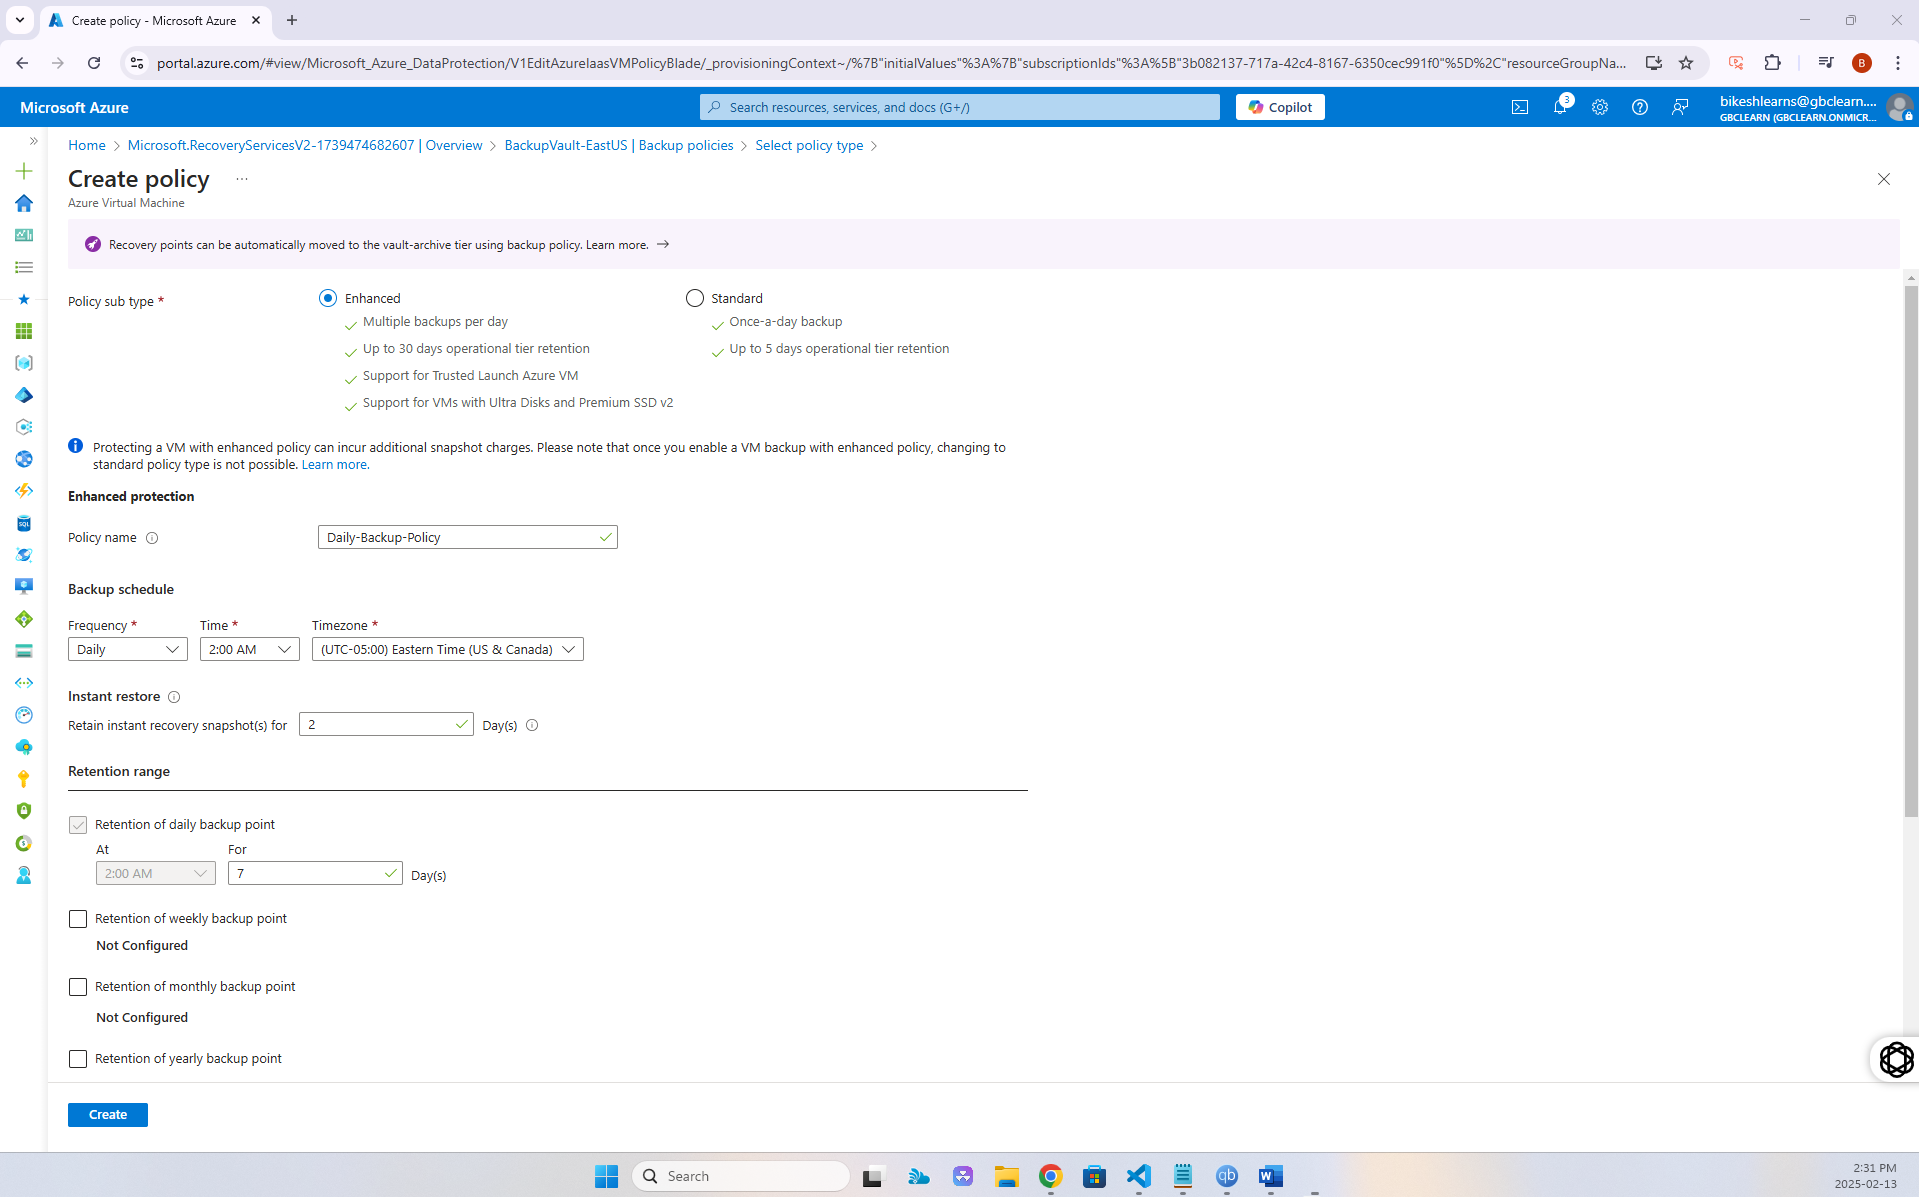 Create policy - Microsoft Azure
portal.azure.com/#view/Microsoft_Azure_DataProtection/V1EditAzureIaasVMPolicyBlade/_provisioningContext~/%7B"initialValues"%3A%7B"subscriptionIds"%3A%5B"3b082137-717a-42c4-8167-6350cec991f0"%5D%2C"resourceGroupNa...
B
Microsoft Azure
Search resources, services, and docs (G+/)
Copilot
3
bikeshlearns@gbclearn....
GBCLEARN (GBCLEARN.ONMICR...
Home > Microsoft.RecoveryServicesV2-1739474682607 | Overview > BackupVault-EastUS | Backup policies > Select policy type >
Create policy ...
Azure Virtual Machine
Recovery points can be automatically moved to the vault-archive tier using backup policy. Learn more. →
Policy sub type *
Enhanced
Multiple backups per day
Up to 30 days operational tier retention
Support for Trusted Launch Azure VM
Support for VMs with Ultra Disks and Premium SSD v2
Standard
Once-a-day backup
Up to 5 days operational tier retention
Protecting a VM with enhanced policy can incur additional snapshot charges. Please note that once you enable a VM backup with enhanced policy, changing to
standard policy type is not possible. Learn more.
Enhanced protection
Policy name
Daily-Backup-Policy
Backup schedule
Frequency * Time * Timezone *
Daily 2:00 AM (UTC-05:00) Eastern Time (US & Canada)
Instant restore
Retain instant recovery snapshot(s) for 2 Day(s)
Retention range
Retention of daily backup point
At For
2:00 AM 7 Day(s)
Retention of weekly backup point
Not Configured
Retention of monthly backup point
Not Configured
Retention of yearly backup point
Create
Search
2:31 PM
2025-02-13